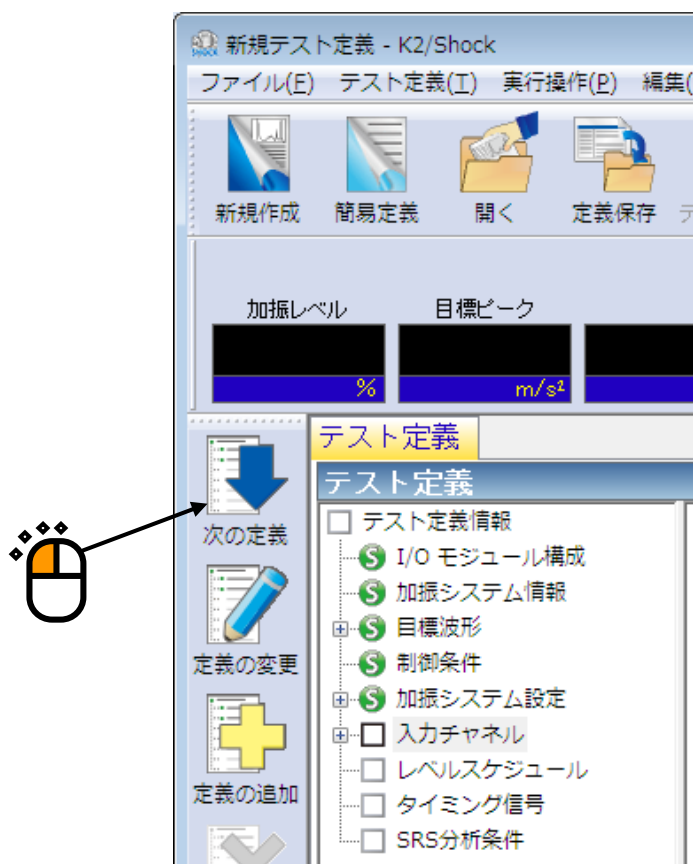 新規テスト定義 - K2/Shock
ファイル(F) テスト定義(T) 実行操作(P) 編集(
新規作成 簡易定義 開く 定義保存 テ
加振レベル 目標ピーク
% m/s²
テスト定義
テスト定義
次の定義
定義の変更
定義の追加
テスト定義情報
S I/O モジュール構成
S 加振システム情報
S 目標波形
S 制御条件
S 加振システム設定
入力チャネル
レベルスケジュール
タイミング信号
SRS分析条件